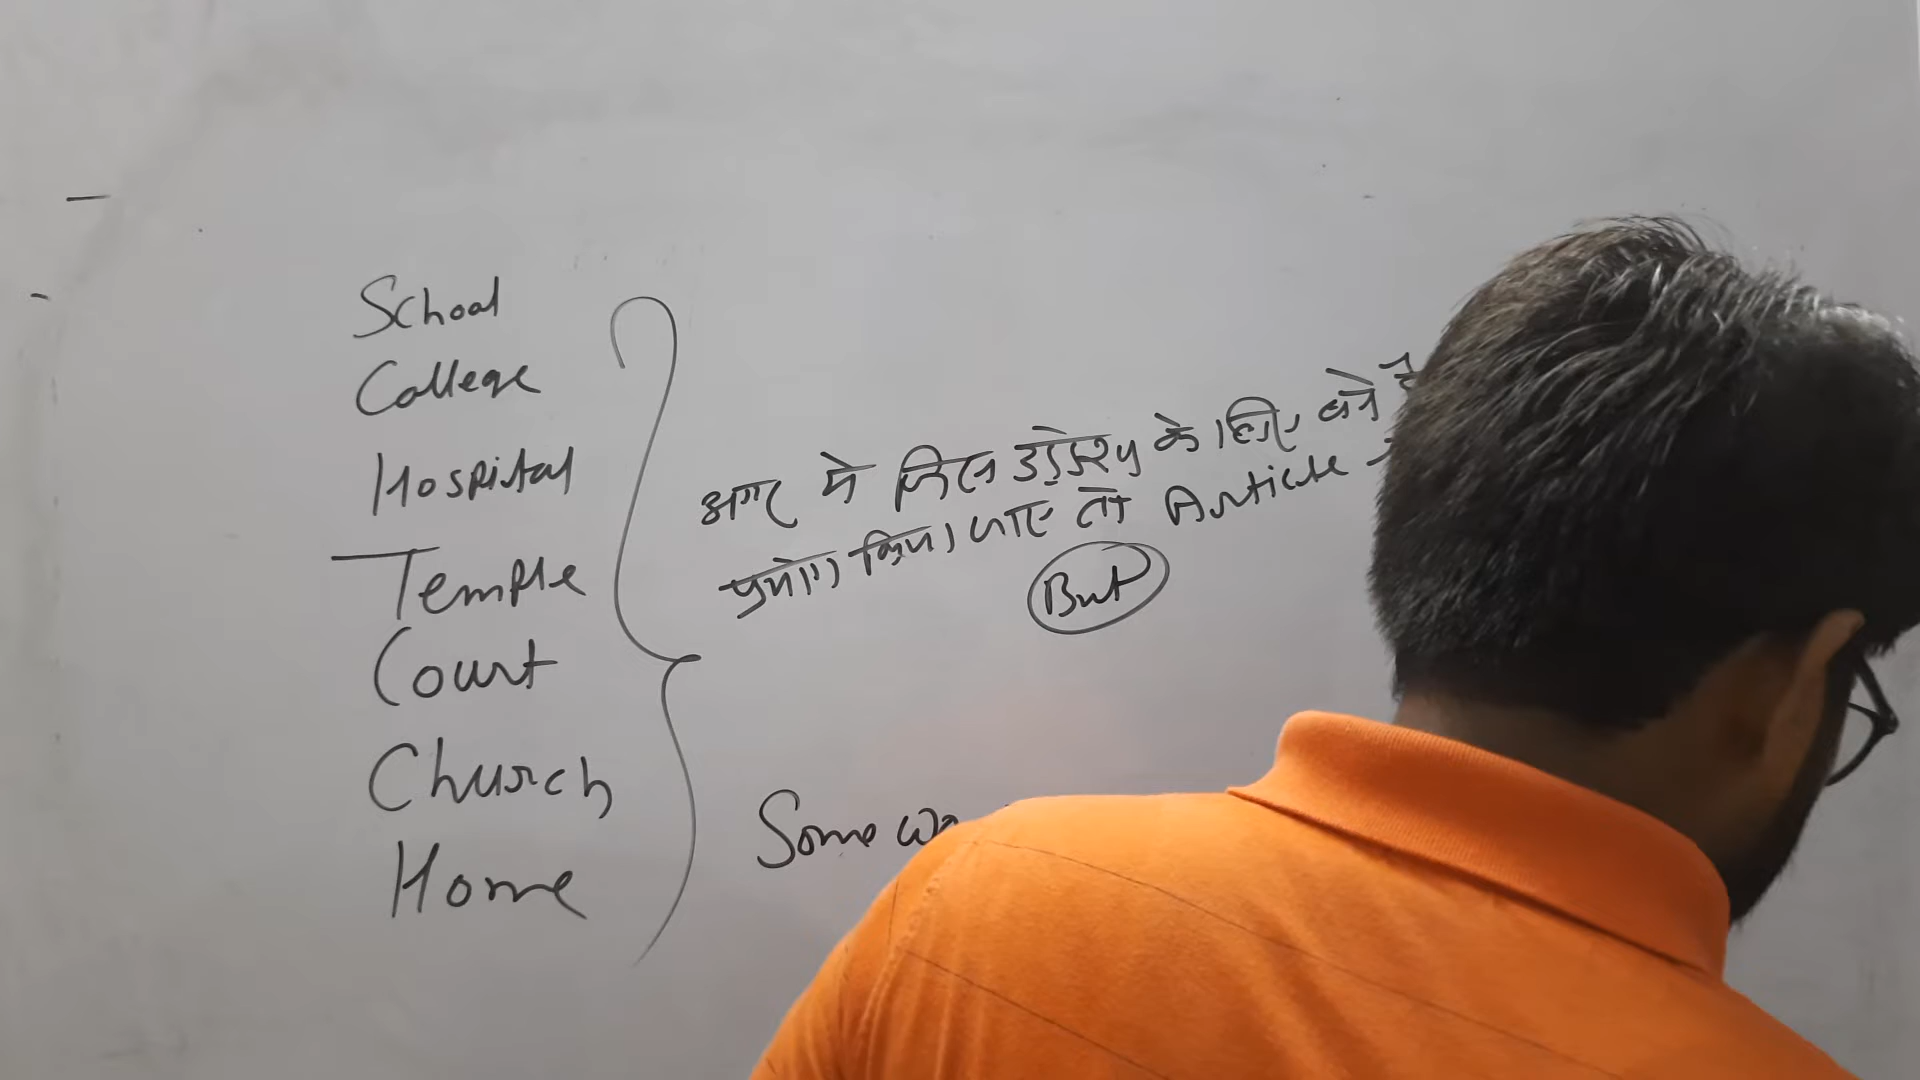 School
College
Hospital
Temple
Court
Church
Home
अगर ये जिस उद्देश्य के लिए बने है
प्रयोग किया जाए तो Article
But
Some